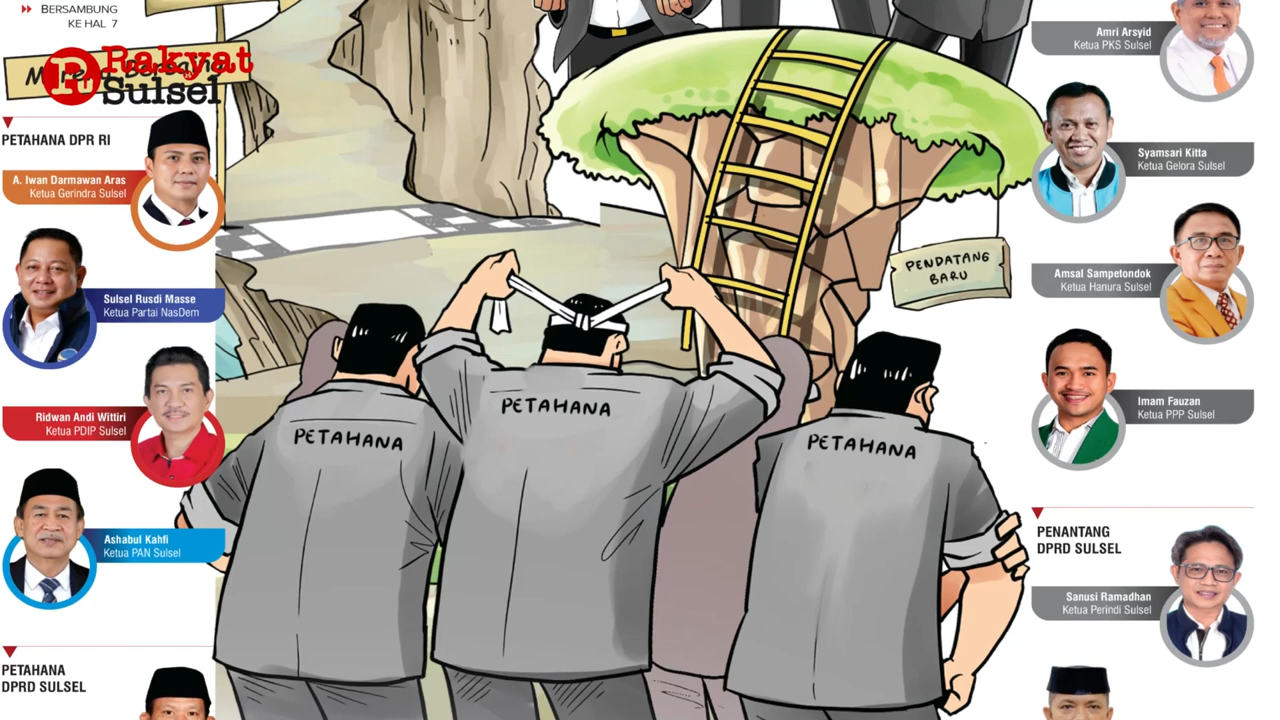 BERSAMBUNG
KE HAL 7
Rakyat
Sulsel
PETAHANA DPR RI
A. Iwan Darmawan Aras
Ketua Gerindra Sulsel
Sulsel Rusdi Masse
Ketua Partai NasDem
Ridwan Andi Wittiri
Ketua PDIP Sulsel
Ashabul Kahfi
Ketua PAN Sulsel
PETAHANA
DPRD SULSEL
PETAHANA
PETAHANA
PETAHANA
PENDATANG
BARU
Amri Arsyid
Ketua PKS Sulsel
Syamsari Kitta
Ketua Gelora Sulsel
Amsal Sampetondok
Ketua Hanura Sulsel
Imam Fauzan
Ketua PPP Sulsel
PENANTANG
DPRD SULSEL
Sanusi Ramadhan
Ketua Perindi Sulsel